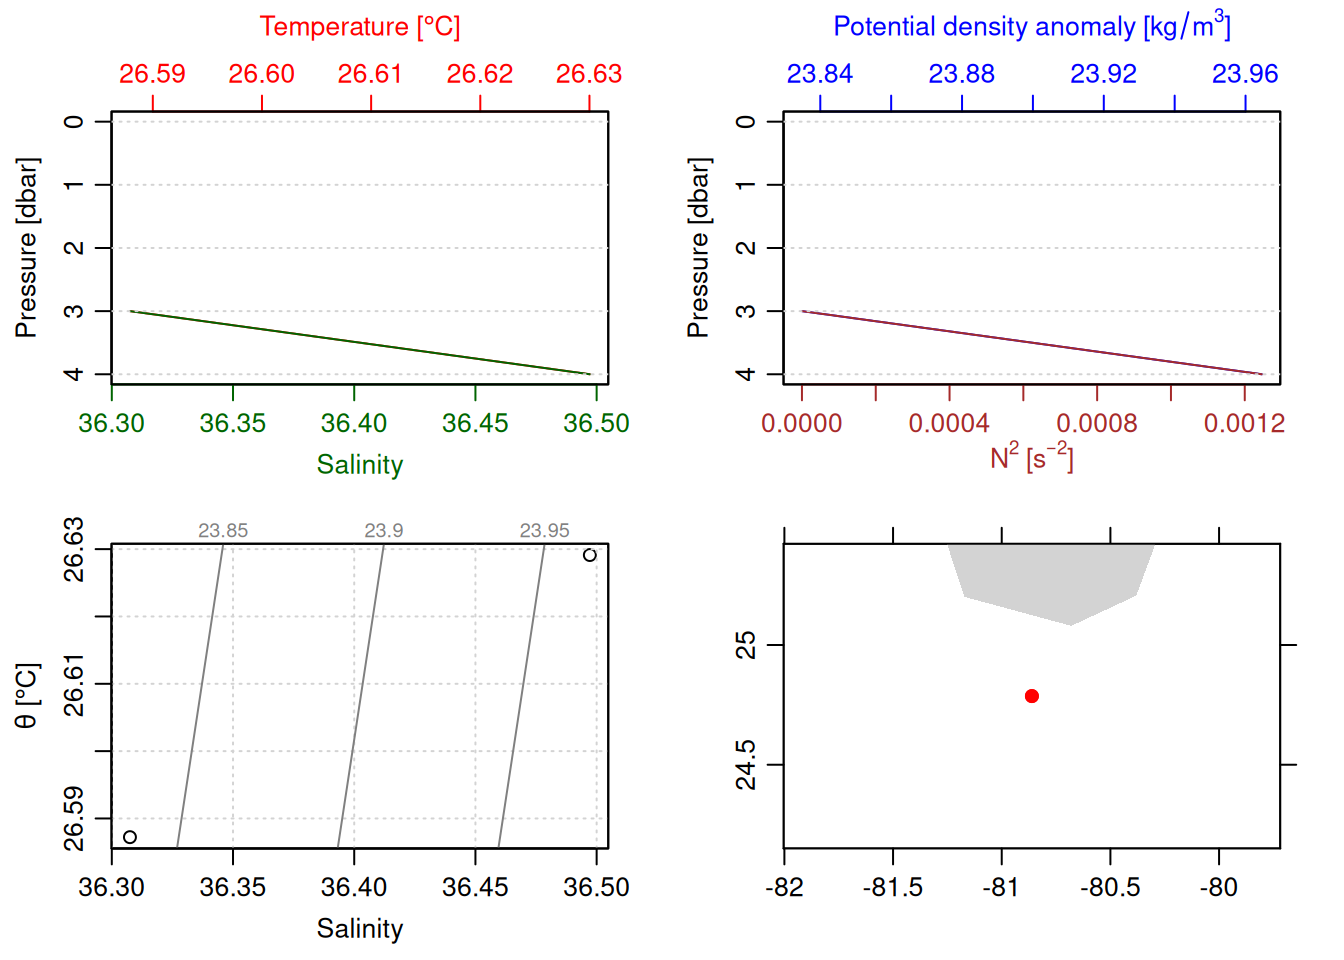 Temperature [°C]
26.59 26.60 26.61 26.62 26.63
Pressure [dbar]
0
1
2
3
4
36.30 36.35 36.40 36.45 36.50
Salinity
Potential density anomaly [kg/m³]
23.84 23.88 23.92 23.96
Pressure [dbar]
0
1
2
3
4
0.0000 0.0004 0.0008 0.0012
N² [s⁻²]
23.85 23.9 23.95
θ [°C]
26.63
26.61
26.59
36.30 36.35 36.40 36.45 36.50
Salinity
25
24.5
-82 -81.5 -81 -80.5 -80